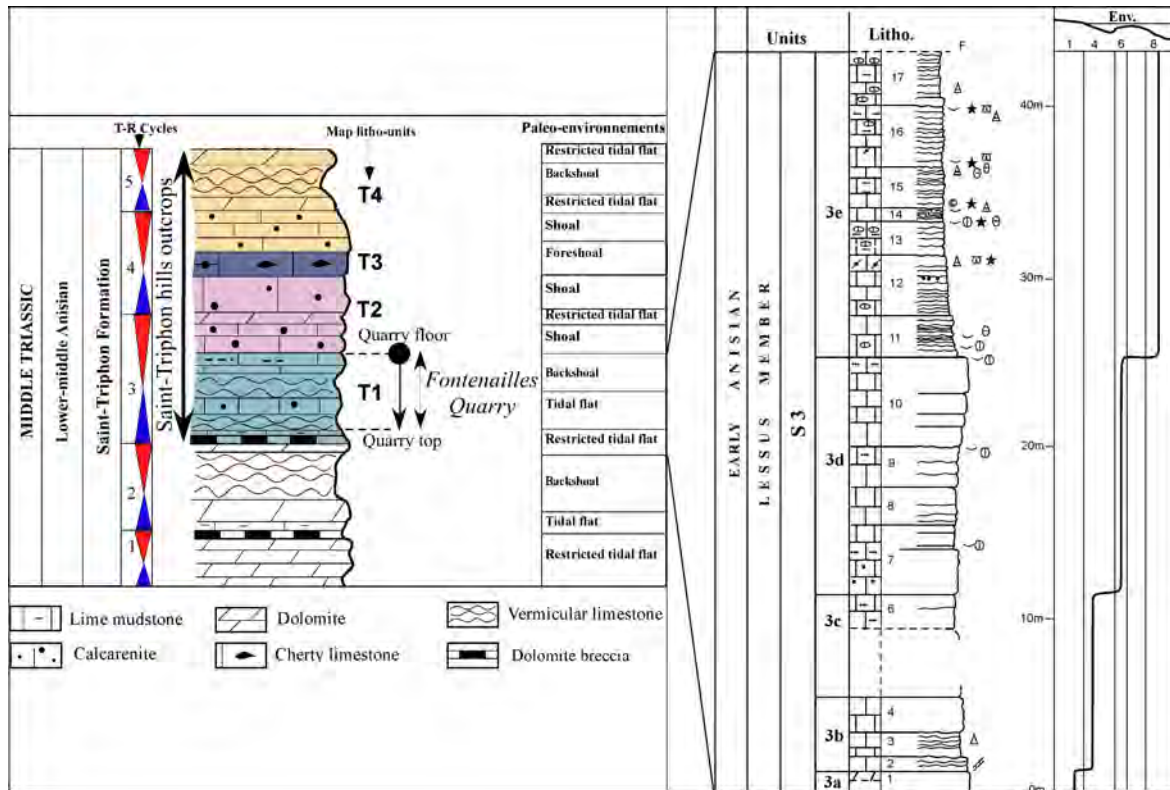 T-R Cycles
Map litho-units
Paleo-environnements
MIDDLE TRIASSIC
Lower-middle Anisian
Saint-Triphon Formation
5
4
3
2
1
Saint-Triphon hills outcrops
T4
T3
T2
T1
Quarry floor
Fontenailles
Quarry
Quarry top
Restricted tidal flat
Backshoal
Restricted tidal flat
Shoal
Foreshoal
Shoal
Restricted tidal flat
Shoal
Backshoal
Tidal flat
Restricted tidal flat
Backshoal
Tidal flat
Restricted tidal flat
Lime mudstone
Dolomite
Vermicular limestone
Calcarenite
Cherty limestone
Dolomite breccia
Units
Litho.
Env.
F
1 4 6 8
EARLY ANISIAN
LESSUS MEMBER
S 3
3e
3d
3c
3b
3a
17
16
15
14
13
12
11
10
9
8
7
6
4
3
2
1
40m
30m
20m
10m
0m